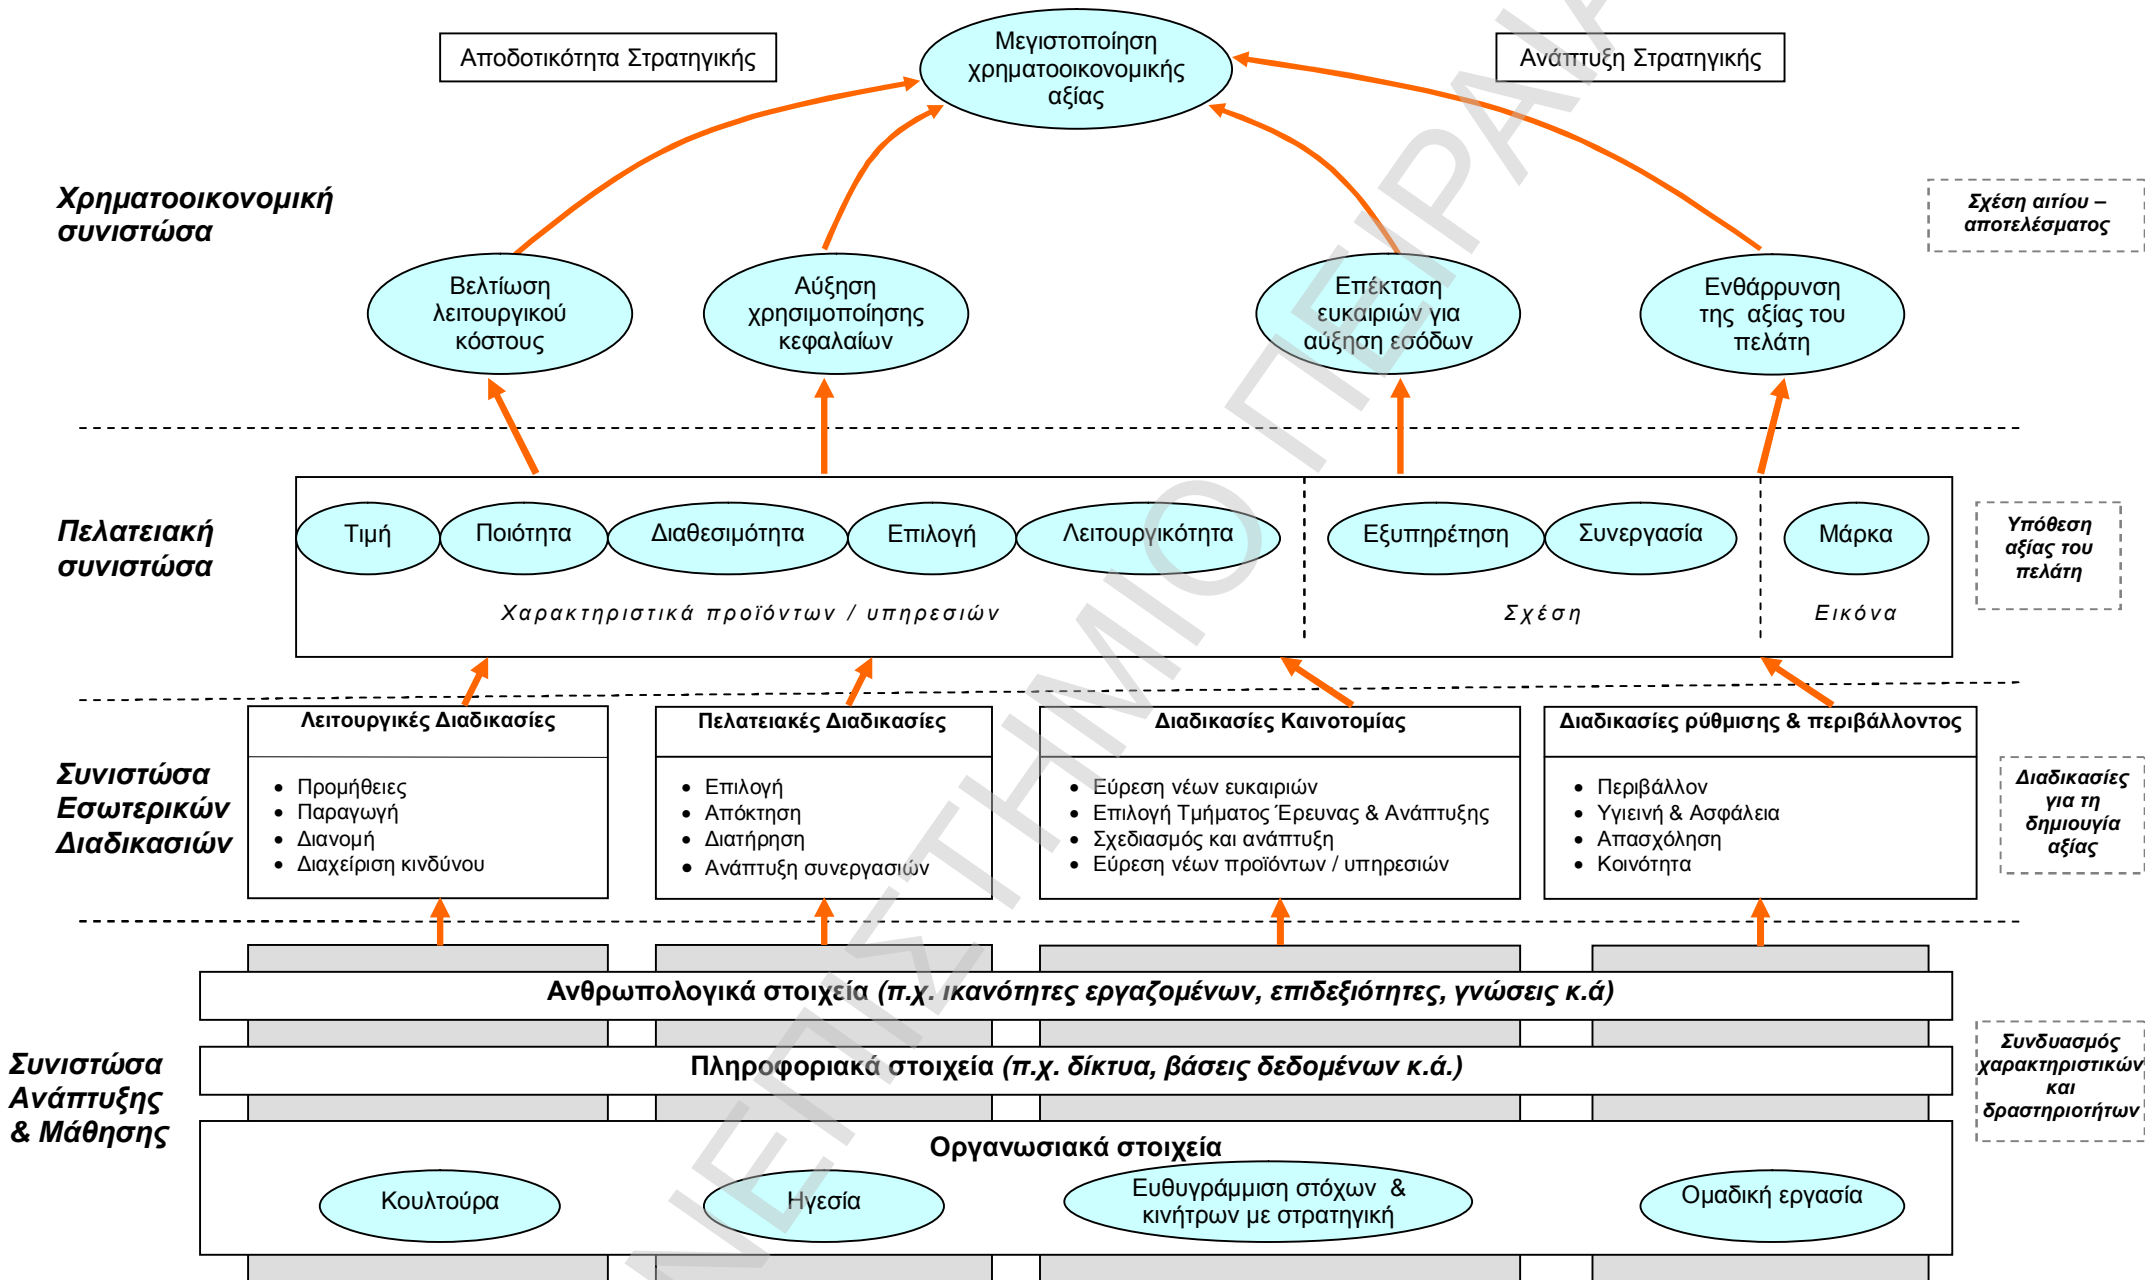 Αποδοτικότητα Στρατηγικής
Μεγιστοποίηση
χρηματοοικονομικής
αξίας
Ανάπτυξη Στρατηγικής
Χρηματοοικονομική
συνιστώσα
Σχέση αιτίου –
αποτελέσματος
Βελτίωση
λειτουργικού
κόστους
Αύξηση
χρησιμοποίησης
κεφαλαίων
Επέκταση
ευκαιριών για
αύξηση εσόδων
Ενθάρρυνση
της αξίας του
πελάτη
Πελατειακή
συνιστώσα
Τιμή
Ποιότητα
Διαθεσιμότητα
Επιλογή
Λειτουργικότητα
Εξυπηρέτηση
Συνεργασία
Μάρκα
Χαρακτηριστικά προϊόντων / υπηρεσιών
Σχέση
Εικόνα
Υπόθεση
αξίας του
πελάτη
Συνιστώσα
Εσωτερικών
Διαδικασιών
Λειτουργικές Διαδικασίες
• Προμήθειες
• Παραγωγή
• Διανομή
• Διαχείριση κινδύνου
Πελατειακές Διαδικασίες
• Επιλογή
• Απόκτηση
• Διατήρηση
• Ανάπτυξη συνεργασιών
Διαδικασίες Καινοτομίας
• Εύρεση νέων ευκαιριών
• Επιλογή Τμήματος Έρευνας & Ανάπτυξης
• Σχεδιασμός και ανάπτυξη
• Εύρεση νέων προϊόντων / υπηρεσιών
Διαδικασίες ρύθμισης & περιβάλλοντος
• Περιβάλλον
• Υγιεινή & Ασφάλεια
• Απασχόληση
• Κοινότητα
Διαδικασίες
για τη
δημιουγία
αξίας
Συνιστώσα
Ανάπτυξης
& Μάθησης
Ανθρωπολογικά στοιχεία (π.χ. ικανότητες εργαζομένων, επιδεξιότητες, γνώσεις κ.ά)
Πληροφοριακά στοιχεία (π.χ. δίκτυα, βάσεις δεδομένων κ.ά.)
Οργανωσιακά στοιχεία
Κουλτούρα
Ηγεσία
Ευθυγράμμιση στόχων &
κινήτρων με στρατηγική
Ομαδική εργασία
Συνδυασμός
χαρακτηριστικών
και
δραστηριοτήτων
ΝΕΠΙΣΤΗΜΙΟ ΠΕΙΡΑΙΑ